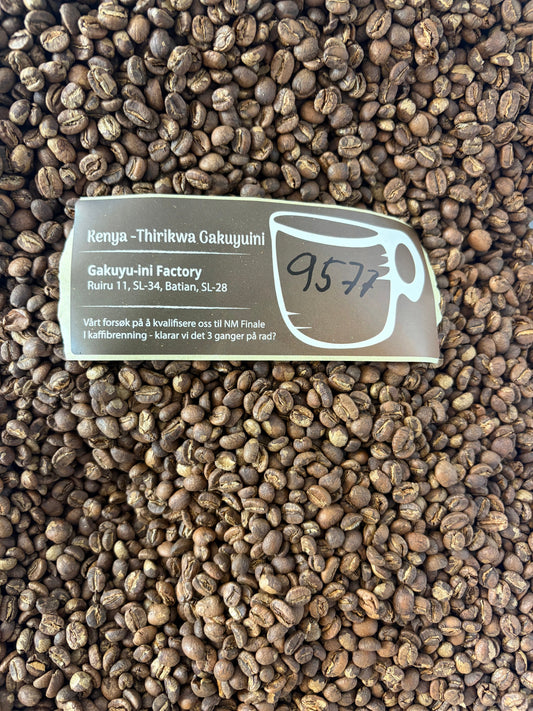 Kenya -Thirikwa Gakuyuini
Gakuyu-ini Factory
Ruiru 11, SL-34, Batian, SL-28
Vårt forsøk på å kvalifisere oss til NM Finale
I kaffibrenning - klarar vi det 3 ganger på rad?
9577